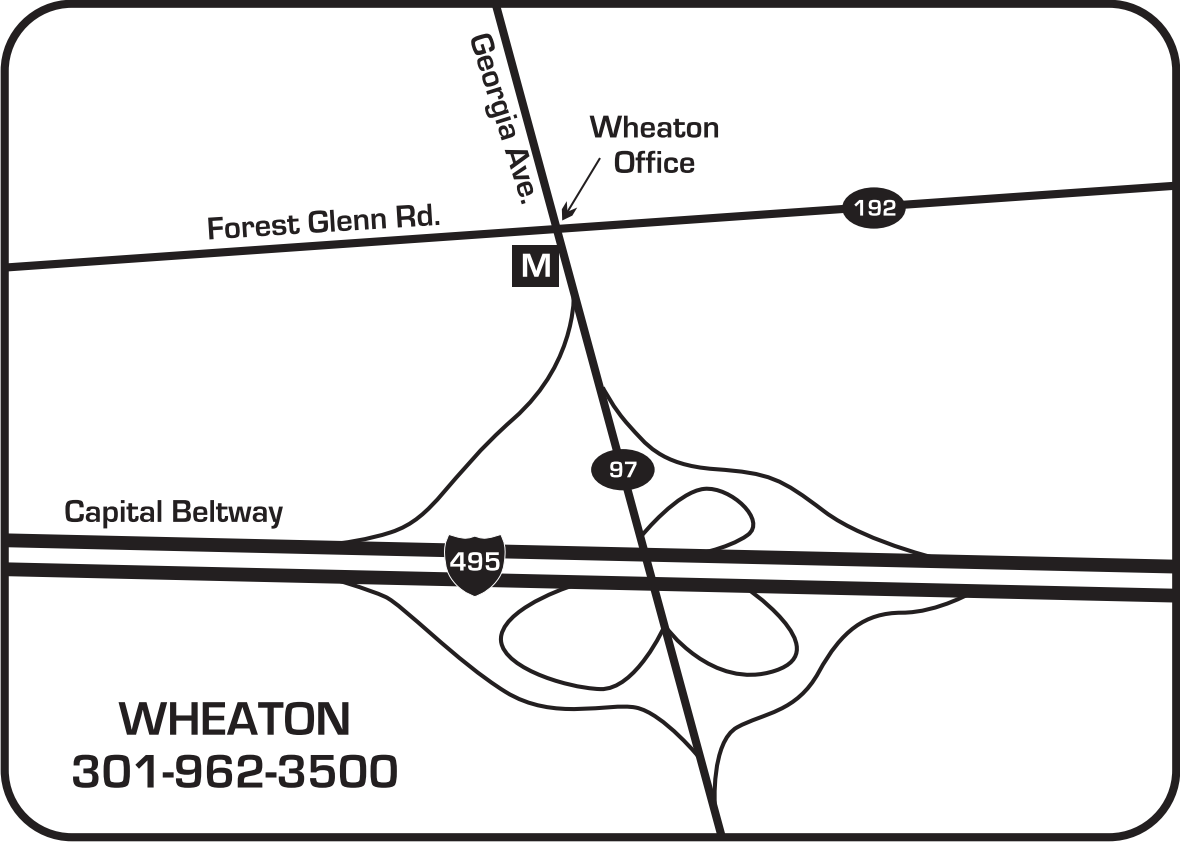 Georgia Ave.
Wheaton
Office
192
Forest Glenn Rd.
M
97
Capital Beltway
495
WHEATON
301-962-3500